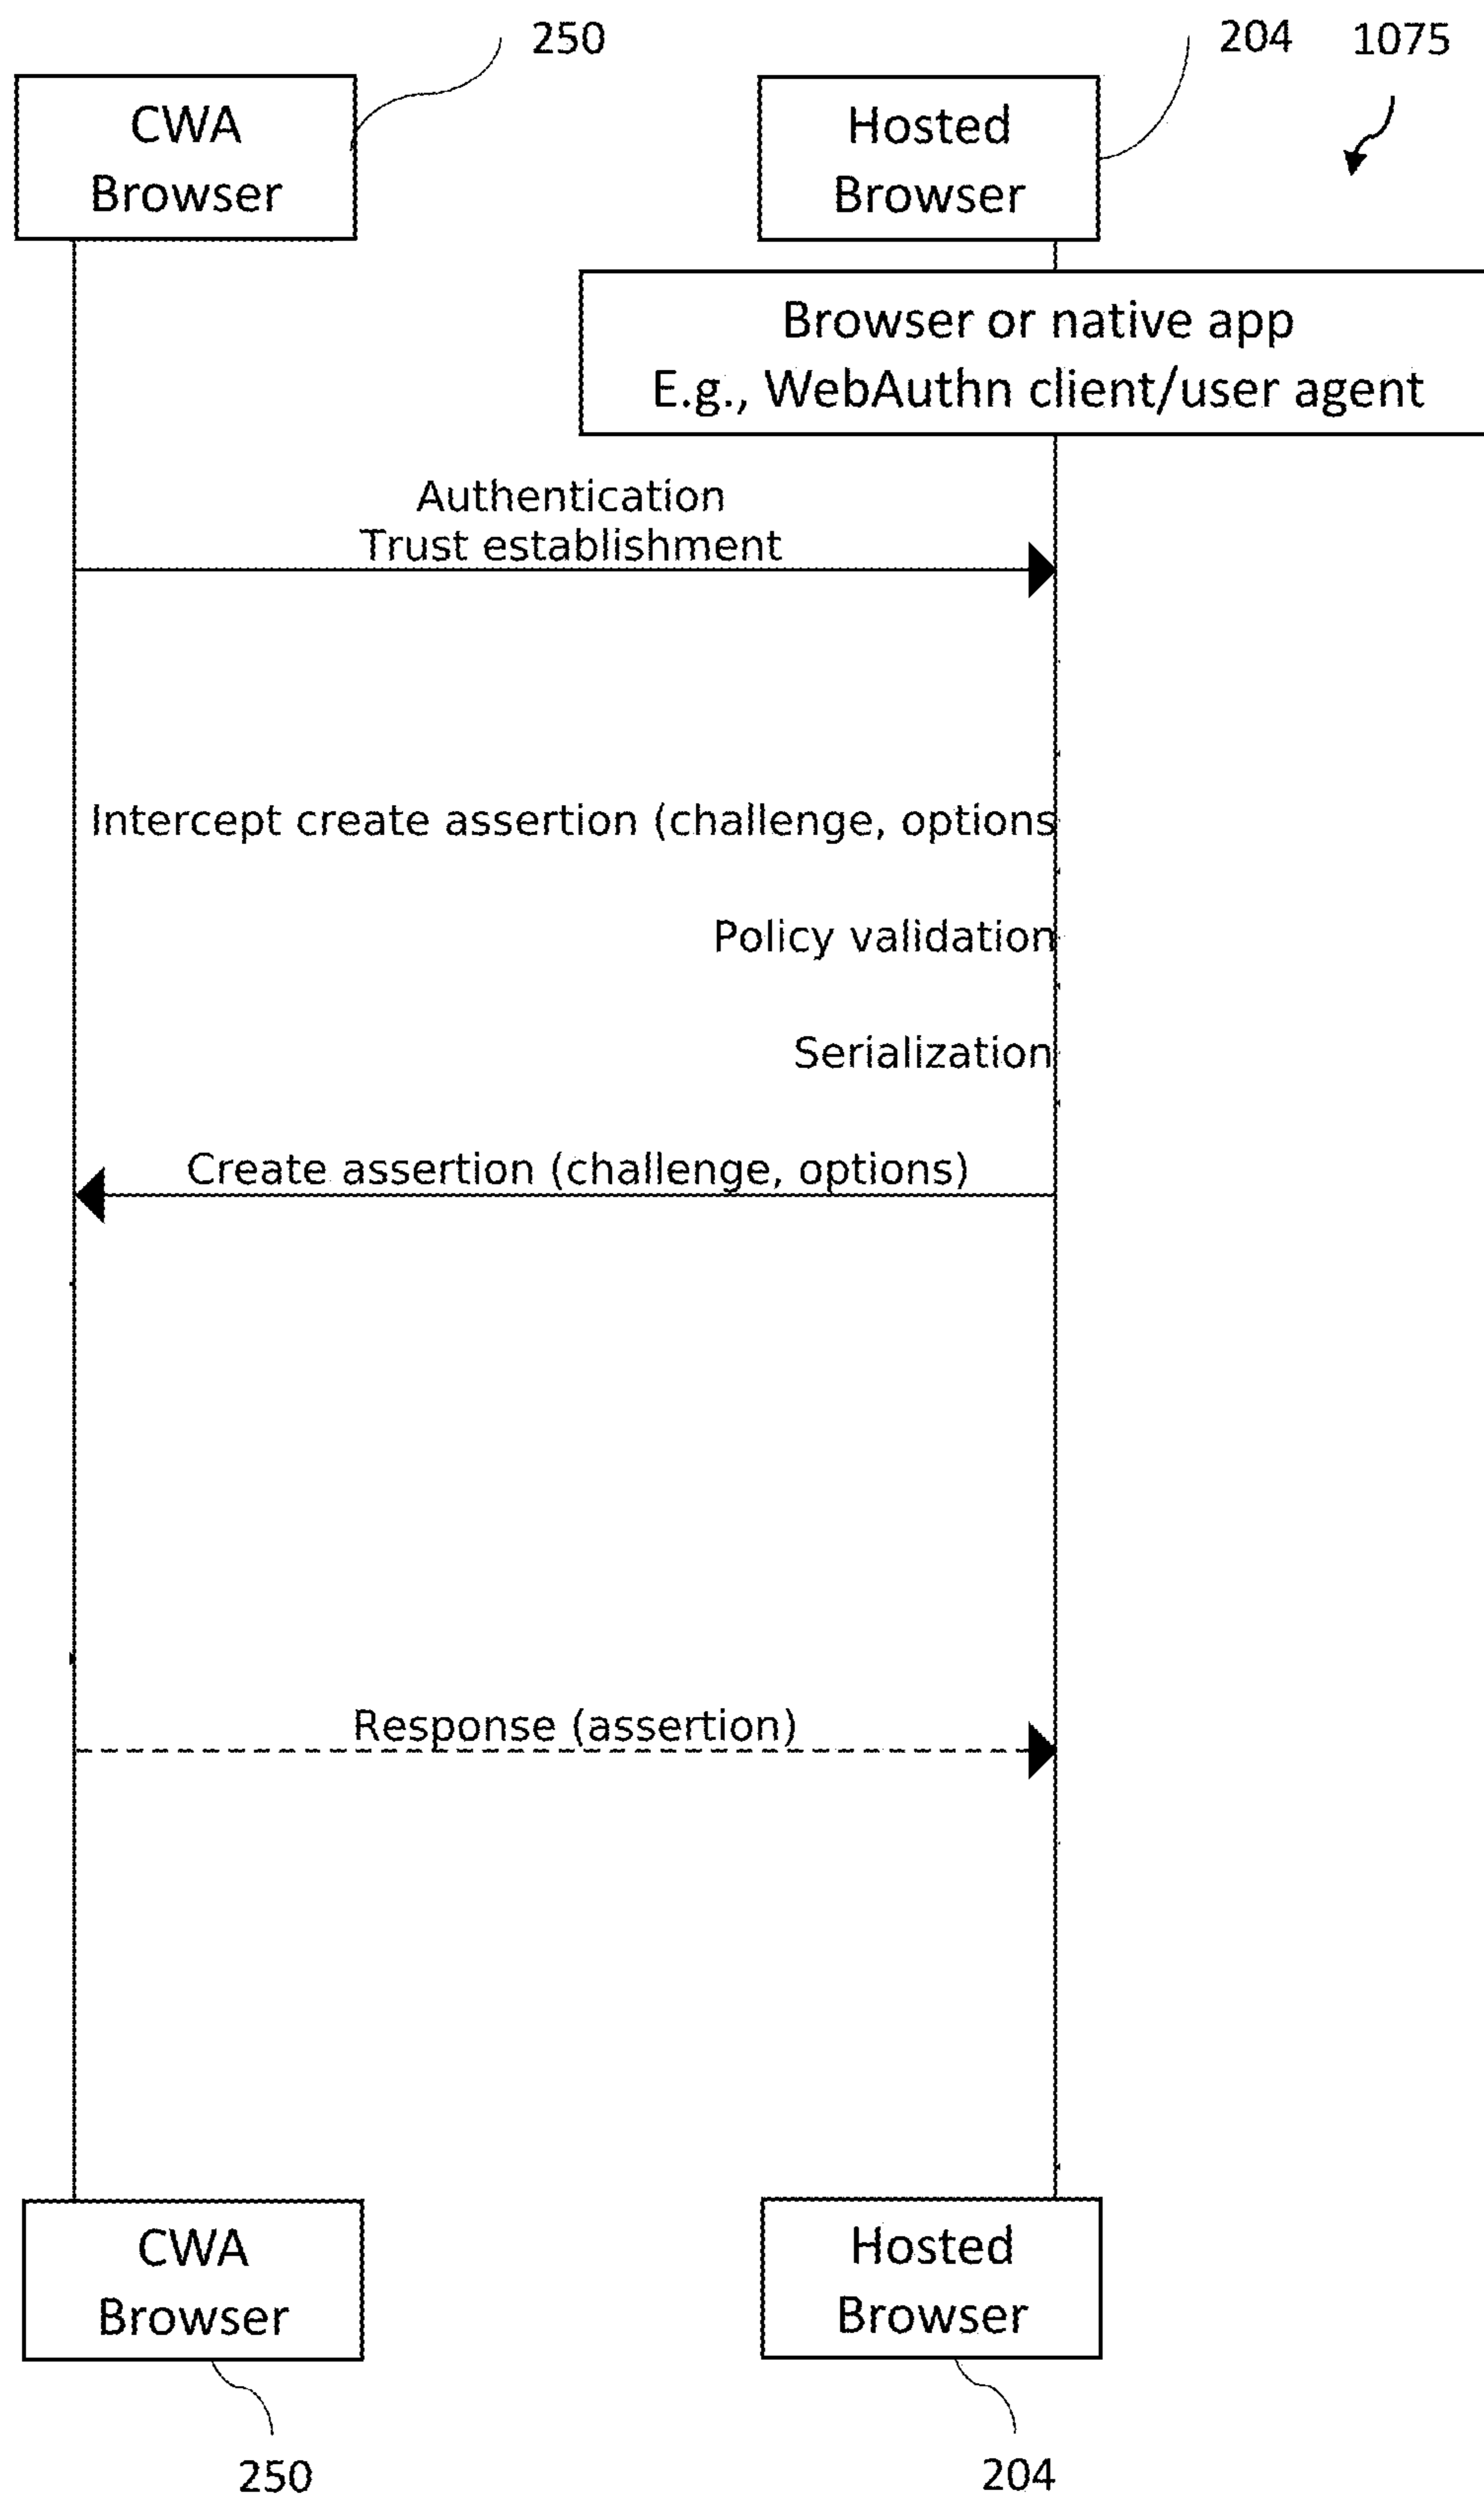 250
204
1075
CWA
Browser
Hosted
Browser
Browser or native app
E.g., WebAuthn client/user agent
Authentication
Trust establishment
Intercept create assertion (challenge, options
Policy validation
Serialization
Create assertion (challenge, options)
Response (assertion)
CWA
Browser
Hosted
Browser
250
204